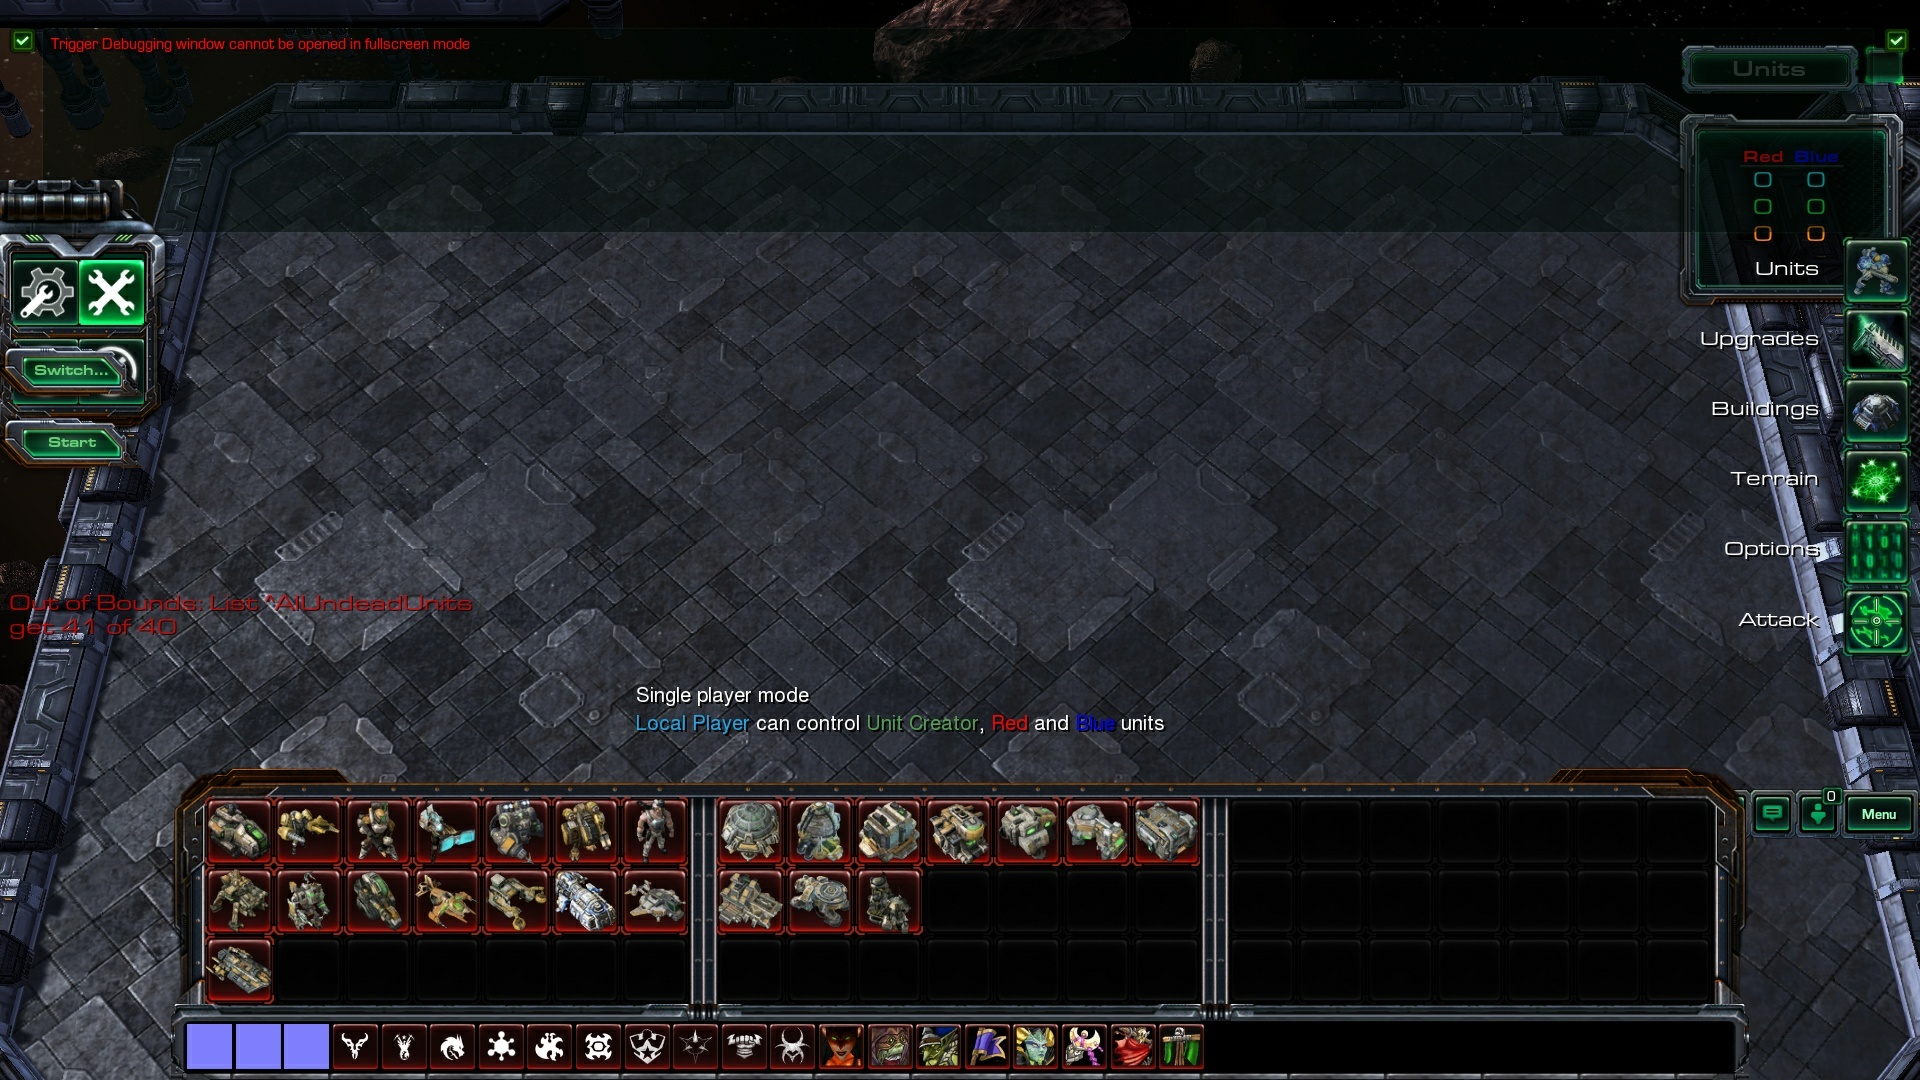 Trigger Debugging window cannot be opened in fullscreen mode
Units
Red Blue
Units
Upgrades
Switch...
Buildings
Start
Terrain
Options
Out of Bounds: List ^AIUndeadUnits
get 41 of 40
Attack
Single player mode
Local Player can control Unit Creator, Red and Blue units
0
Menu